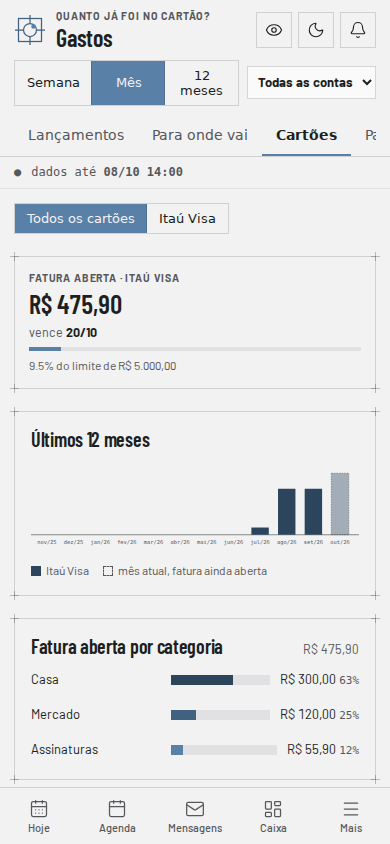 QUANTO JÁ FOI NO CARTÃO?
Gastos
Semana
Mês
12 meses
Todas as contas
Lançamentos
Para onde vai
Cartões
dados até 08/10 14:00
Todos os cartões
Itaú Visa
FATURA ABERTA · ITAÚ VISA
R$ 475,90
vence 20/10
9.5% do limite de R$ 5.000,00
Últimos 12 meses
nov/25 dez/25 jan/26 fev/26 mar/26 abr/26 mai/26 jun/26 jul/26 ago/26 set/26 out/26
Itaú Visa
mês atual, fatura ainda aberta
Fatura aberta por categoria
R$ 475,90
Casa R$ 300,00 63%
Mercado R$ 120,00 25%
Assinaturas R$ 55,90 12%
Hoje
Agenda
Mensagens
Caixa
Mais